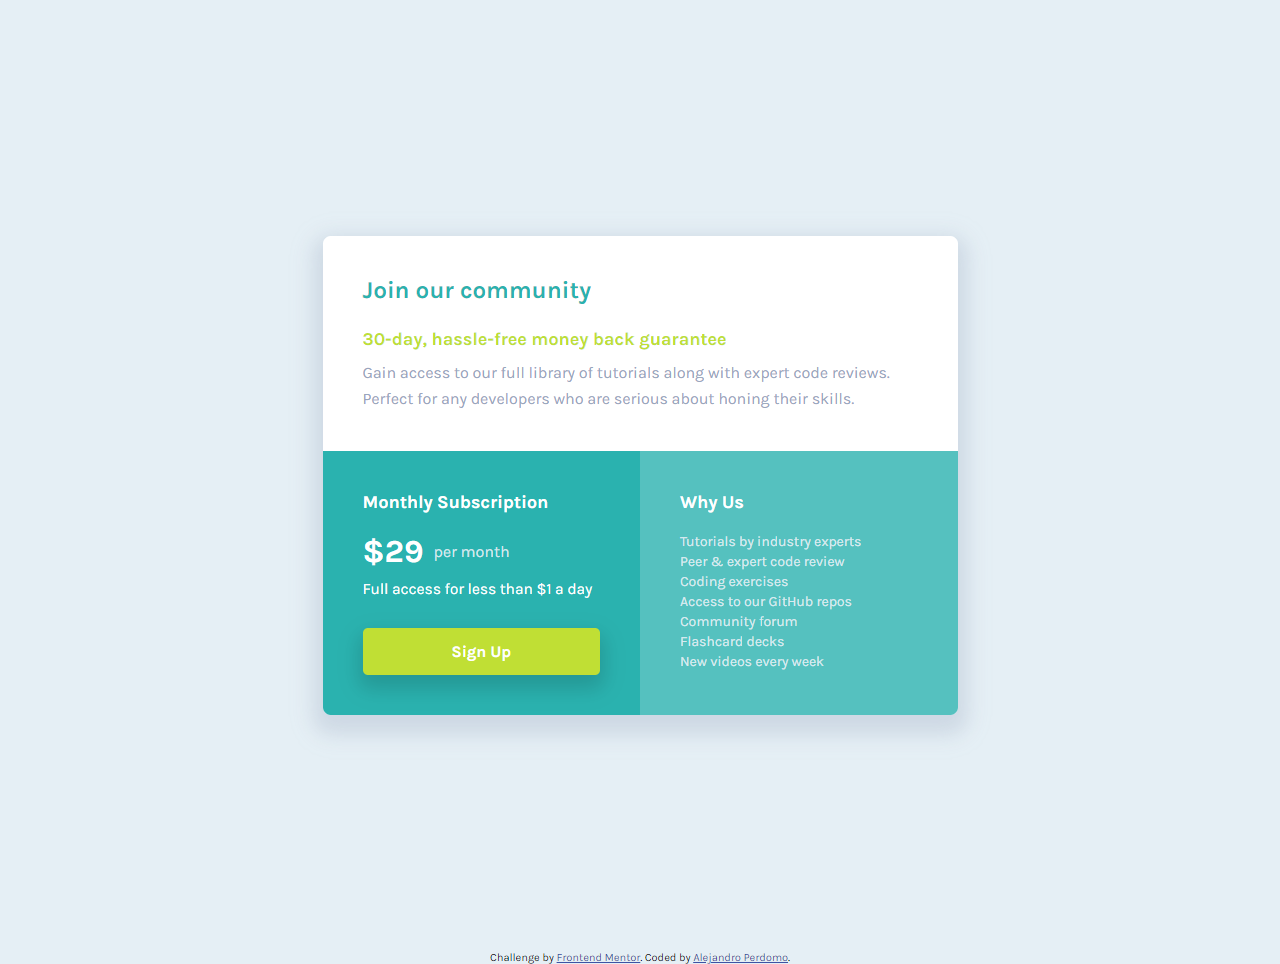 Join our community
30-day, hassle-free money back guarantee
Gain access to our full library of tutorials along with expert code reviews.
Perfect for any developers who are serious about honing their skills.
Monthly Subscription
$29 per month
Full access for less than $1 a day
Sign Up
Why Us
Tutorials by industry experts
Peer & expert code review
Coding exercises
Access to our GitHub repos
Community forum
Flashcard decks
New videos every week
Challenge by Frontend Mentor. Coded by Alejandro Perdomo.